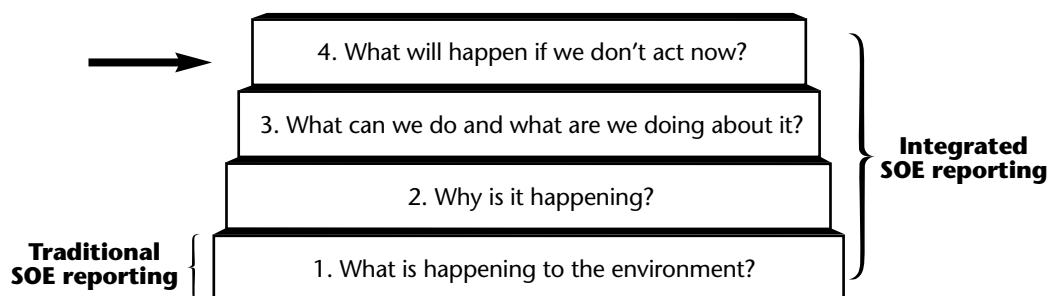 4. What will happen if we don’t act now?
3. What can we do and what are we doing about it?
Integrated
SOE reporting
2. Why is it happening?
Traditional
SOE reporting
1. What is happening to the environment?